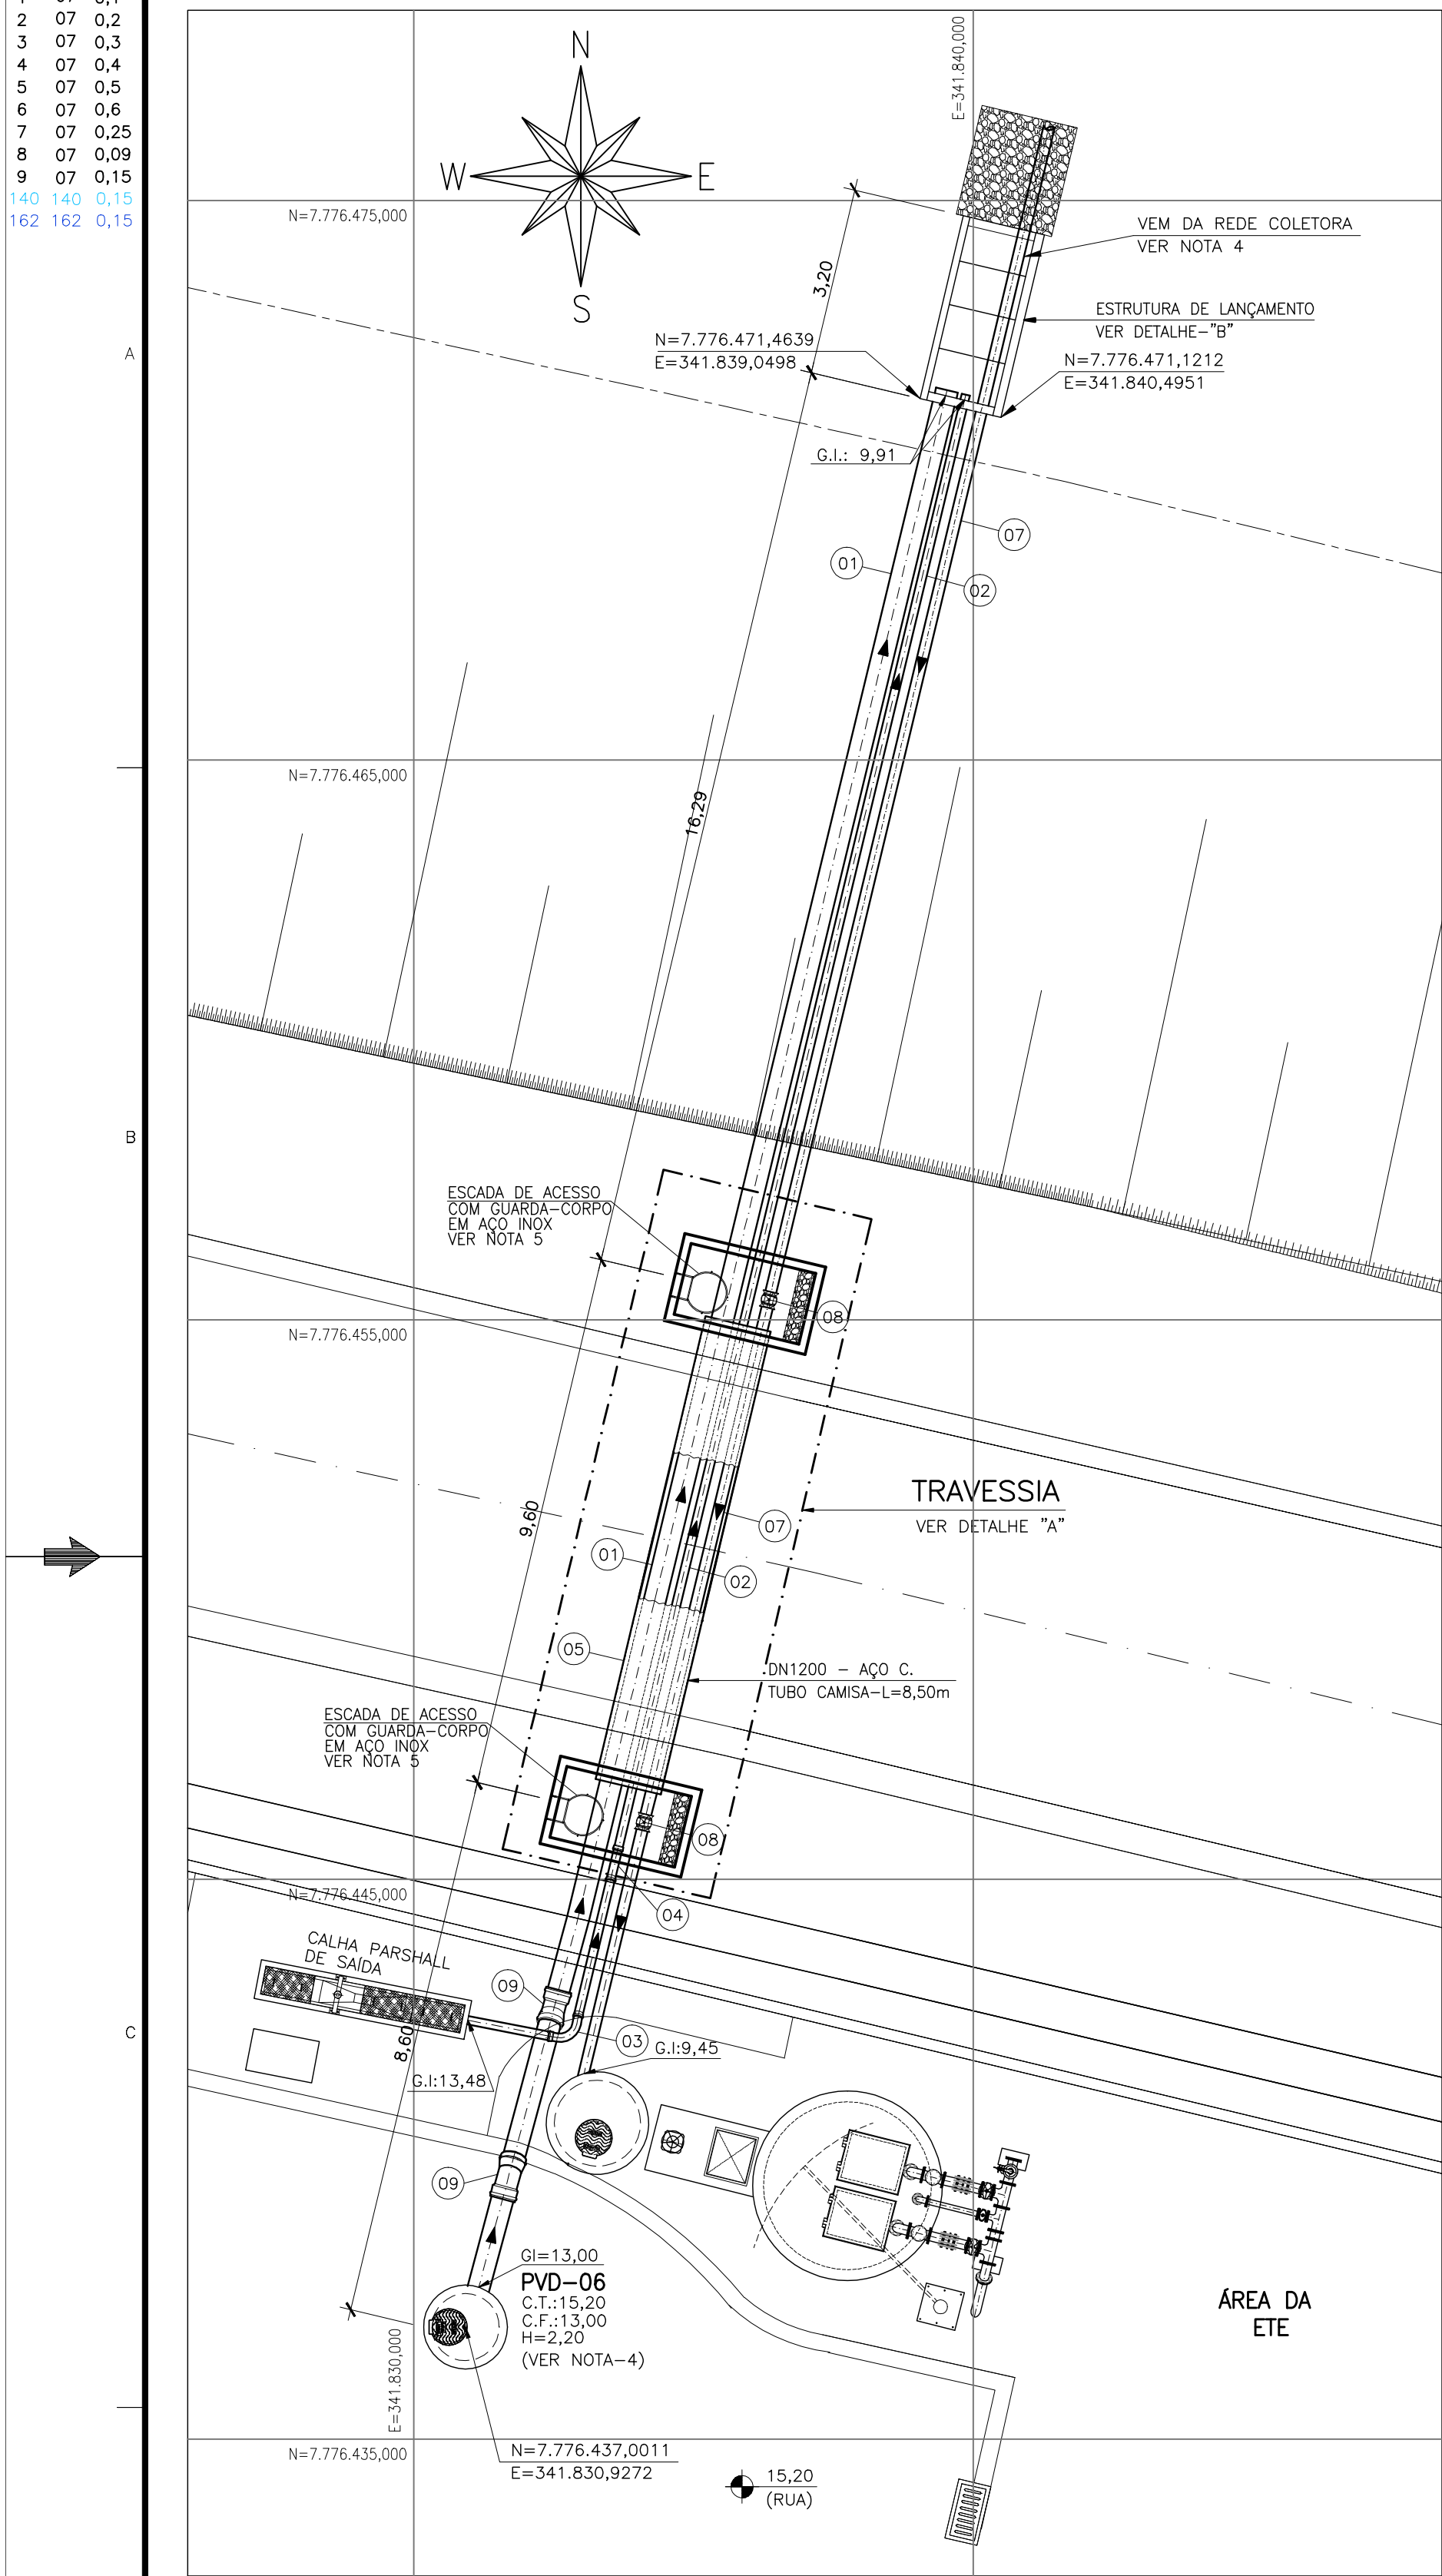 2 07 0,2
3 07 0,3
4 07 0,4
5 07 0,5
6 07 0,6
7 07 0,25
8 07 0,09
9 07 0,15
140 140 0,15
162 162 0,15
A
B
C
N
W E
S
E=341.840,000
N=7.776.475,000
VEM DA REDE COLETORA
VER NOTA 4
3,20
ESTRUTURA DE LANÇAMENTO
VER DETALHE-"B"
N=7.776.471,4639
E=341.839,0498
N=7.776.471,1212
E=341.840,4951
G.I.: 9,91
07
01
02
N=7.776.465,000
16,29
ESCADA DE ACESSO
COM GUARDA-CORPO
EM AÇO INOX
VER NOTA 5
08
N=7.776.455,000
TRAVESSIA
VER DETALHE "A"
9,60
07
01
02
05
DN1200 - AÇO C.
TUBO CAMISA-L=8,50m
ESCADA DE ACESSO
COM GUARDA-CORPO
EM AÇO INOX
VER NOTA 5
08
N=7.776.445,000
04
CALHA PARSHALL
DE SAÍDA
09
03
8,60
G.I:9,45
G.I:13,48
09
GI=13,00
PVD-06
C.T.:15,20
C.F.:13,00
H=2,20
(VER NOTA-4)
ÁREA DA
ETE
E=341.830,000
N=7.776.435,000
N=7.776.437,0011
E=341.830,9272
15,20
(RUA)